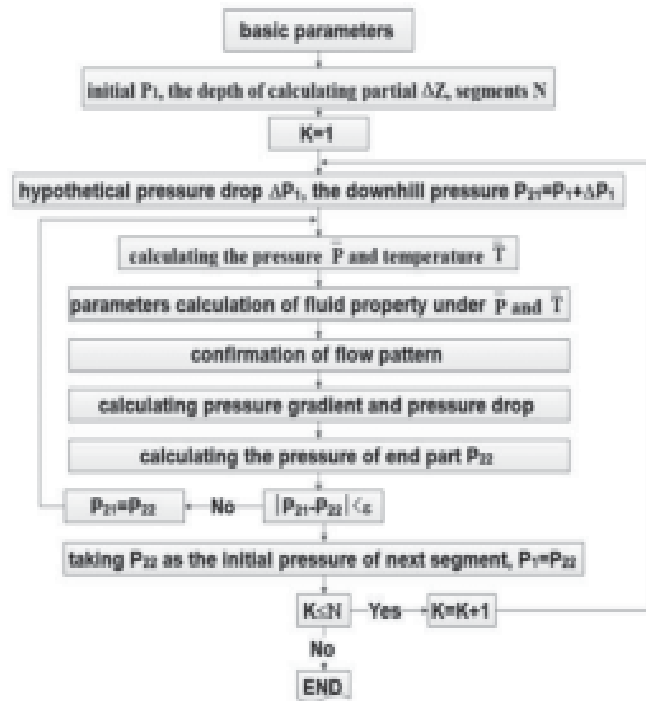 basic parameters
initial P₁, the depth of calculating partial ΔZ, segments N
K=1
hypothetical pressure drop ΔP₁, the downhill pressure P₂₁=P₁+ΔP₁
calculating the pressure P̅ and temperature T̅
parameters calculation of fluid property under P̅ and T̅
confirmation of flow pattern
calculating pressure gradient and pressure drop
calculating the pressure of end part P₂₂
P₂₁=P₂₂ No |P₂₁-P₂₂|<ε
taking P₂₂ as the initial pressure of next segment, P₁=P₂₂
K≤N Yes K=K+1
No
END